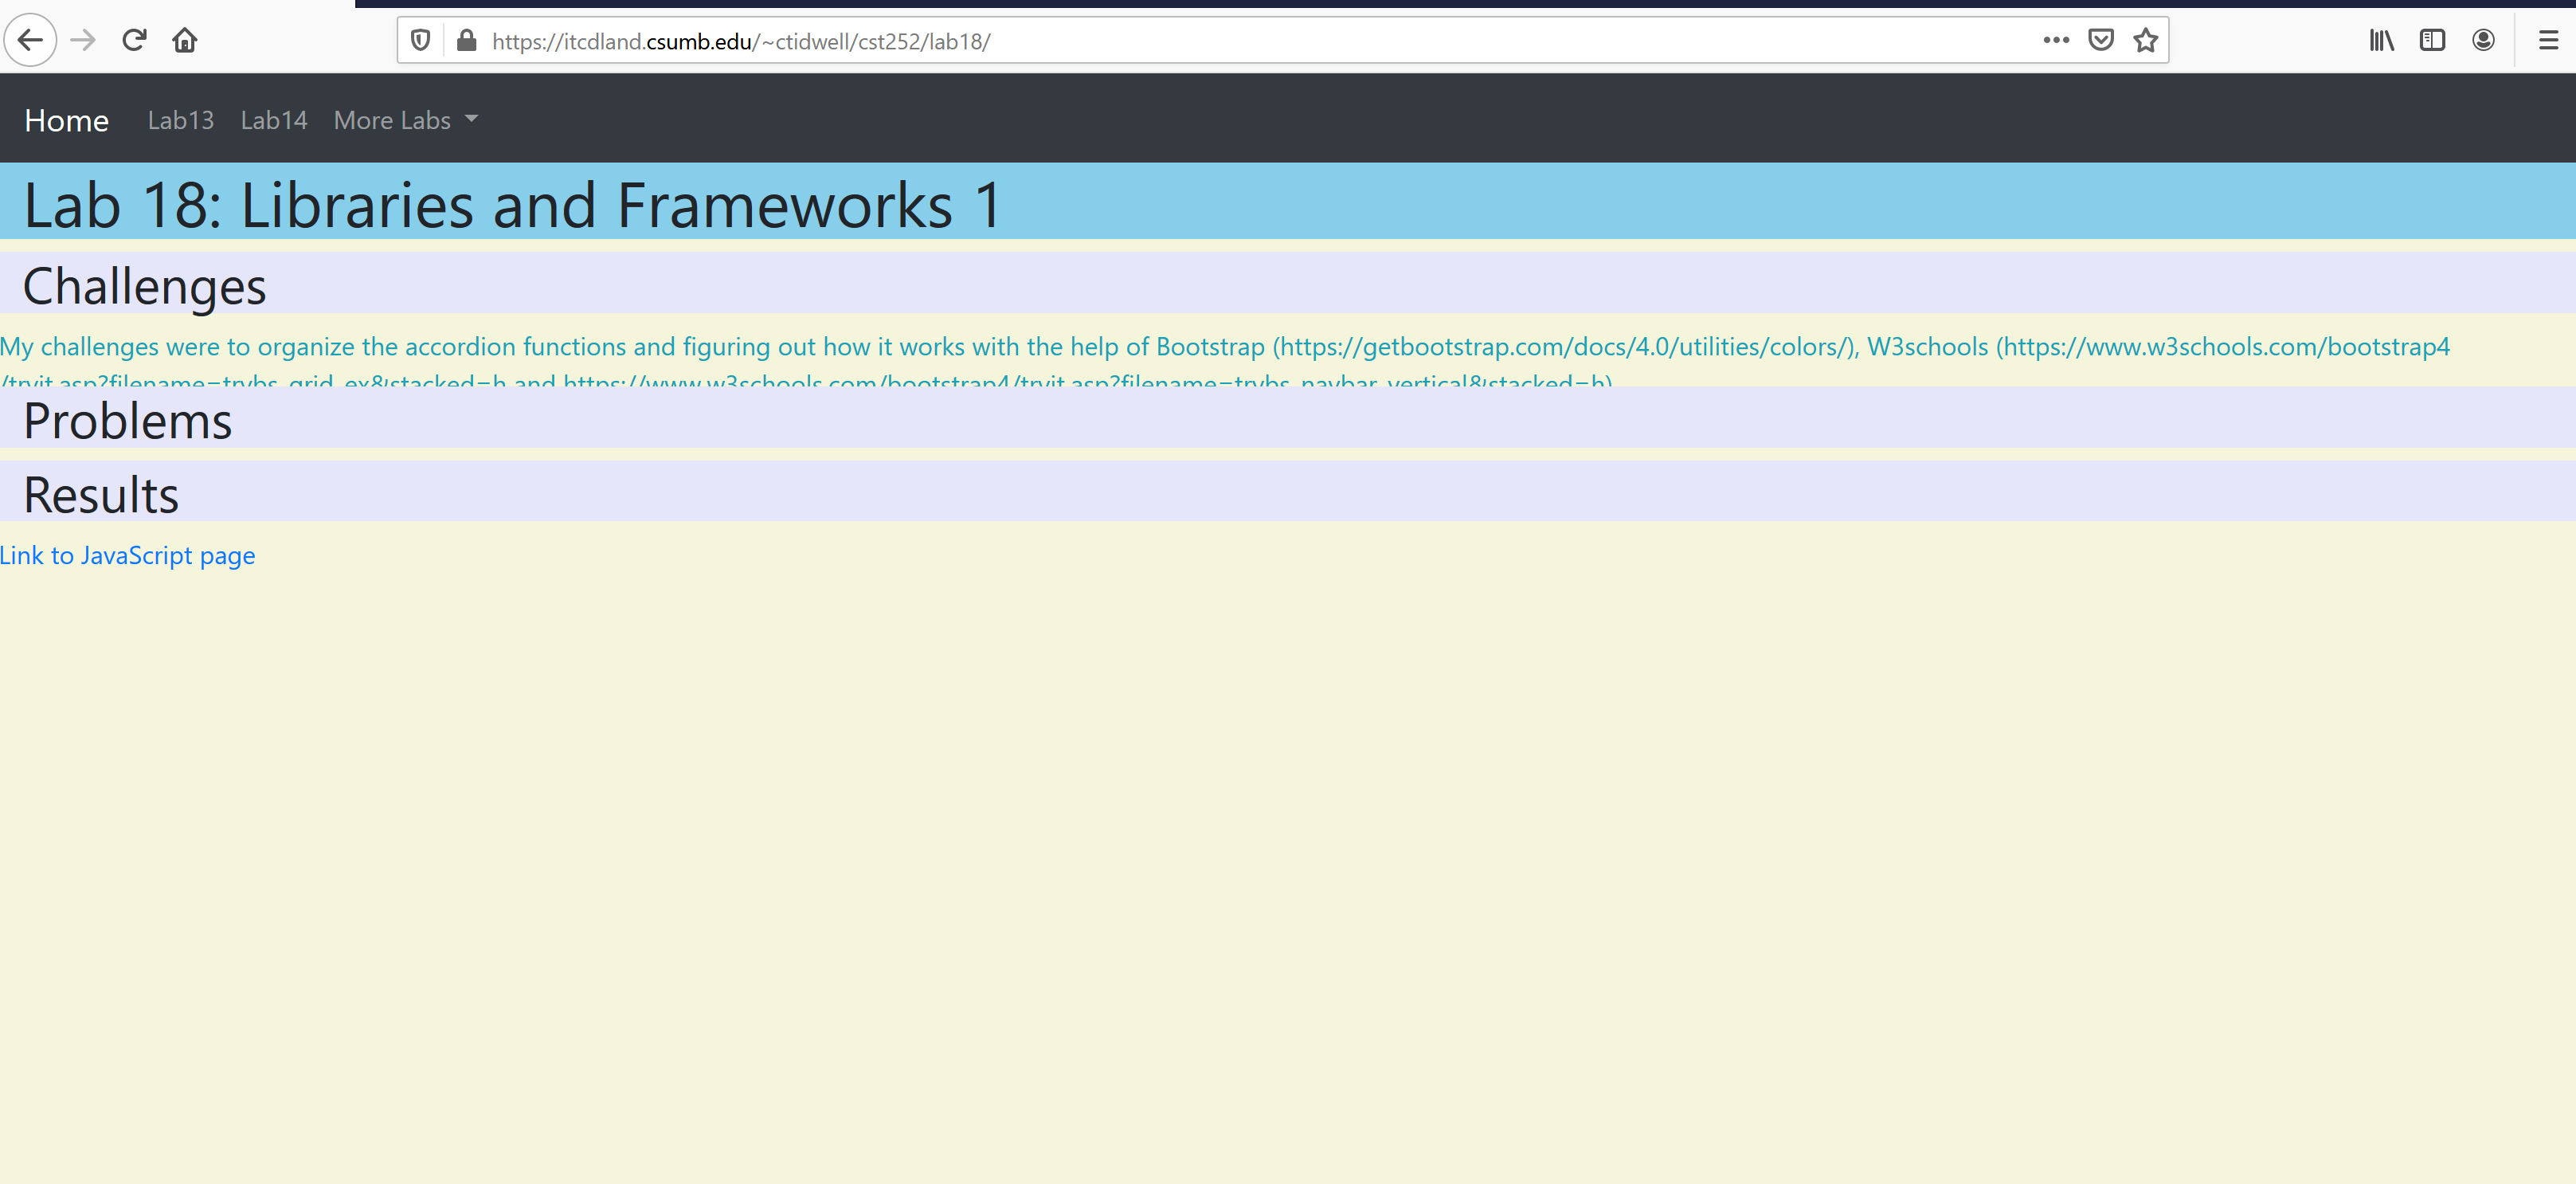 https://itcdland.csumb.edu/~ctidwell/cst252/lab18/
Home Lab13 Lab14 More Labs
Lab 18: Libraries and Frameworks 1
Challenges
My challenges were to organize the accordion functions and figuring out how it works with the help of Bootstrap (https://getbootstrap.com/docs/4.0/utilities/colors/), W3schools (https://www.w3schools.com/bootstrap4
/tryit.asp?filename=trybs_grid_ex&stacked=h and https://www.w3schools.com/bootstrap4/tryit.asp?filename=trybs_navbar_vertical&stacked=h)
Problems
Results
Link to JavaScript page